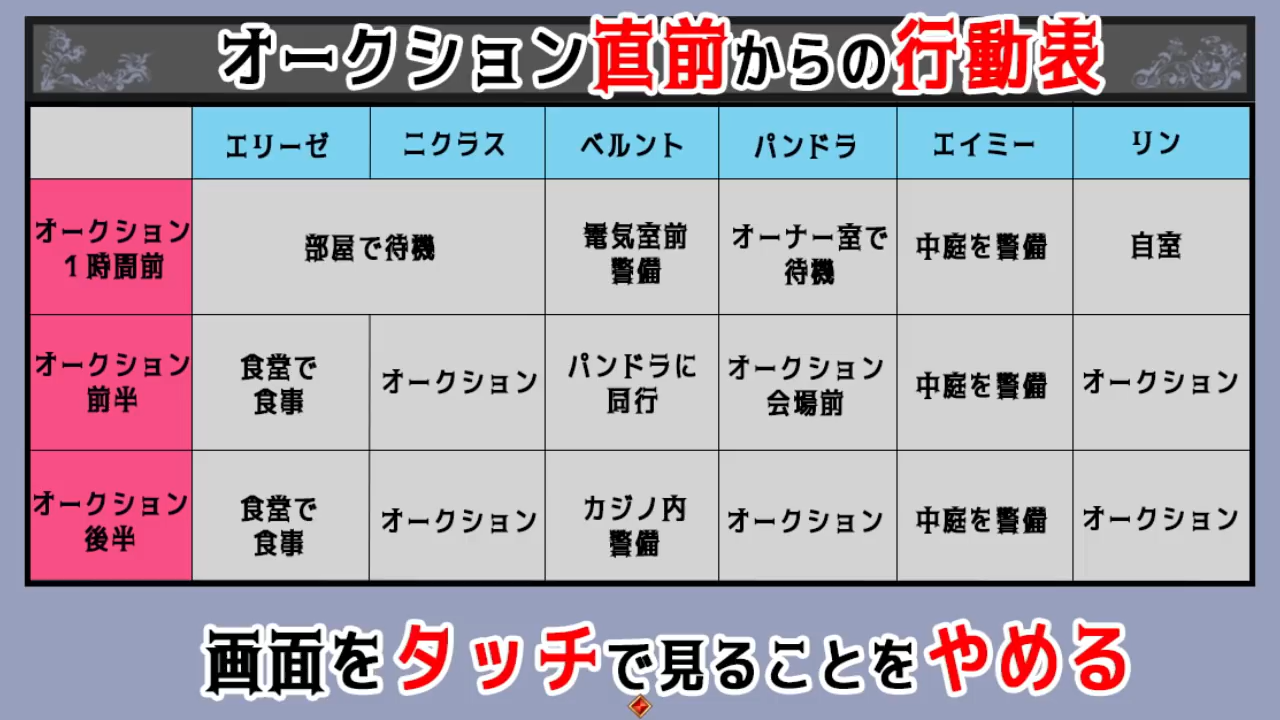 オークション直前からの行動表
エリーゼ ニクラス ベルント パンドラ エイミー リン
オークション
１時間前
部屋で待機
電気室前
警備
オーナー室で
待機
中庭を警備
自室
オークション
前半
食堂で
食事
オークション
パンドラに
同行
オークション
会場前
中庭を警備
オークション
オークション
後半
食堂で
食事
オークション
カジノ内
警備
オークション
中庭を警備
オークション
画面をタッチで見ることをやめる